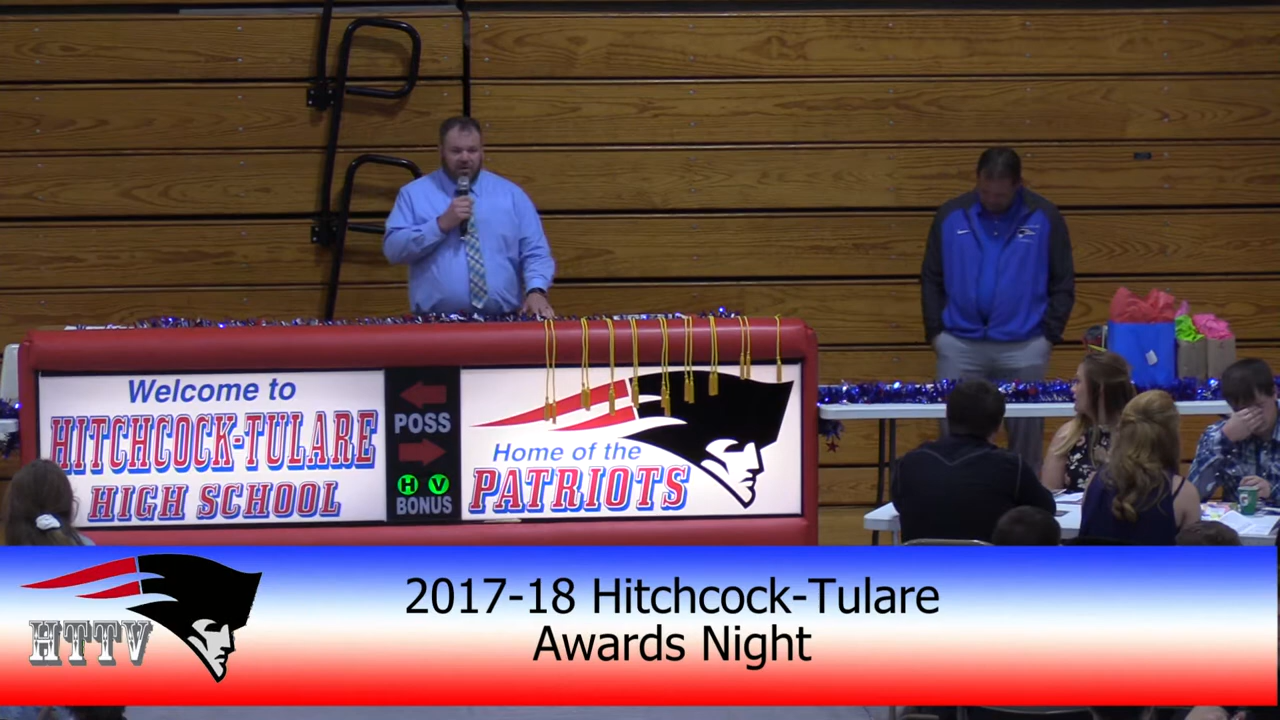 Welcome to
HITCHCOCK-TULARE
HIGH SCHOOL
POSS
H V
BONUS
Home of the
PATRIOTS
HTTV
2017-18 Hitchcock-Tulare
Awards Night